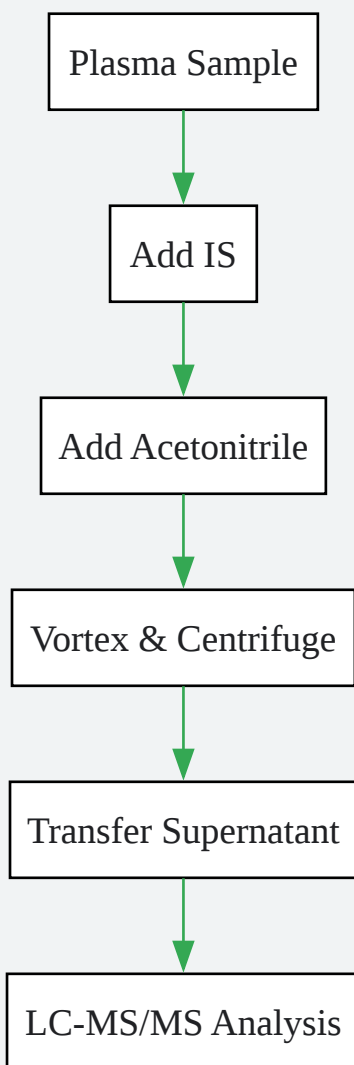 Plasma Sample
Add IS
Add Acetonitrile
Vortex & Centrifuge
Transfer Supernatant
LC-MS/MS Analysis